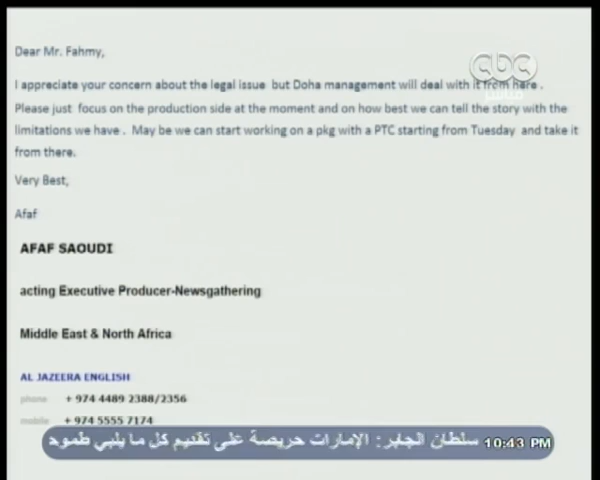 Dear Mr. Fahmy,
I appreciate your concern about the legal issue but Doha management will deal with it from here .
Please just focus on the production side at the moment and on how best we can tell the story with the
limitations we have . May be we can start working on a pkg with a PTC starting from Tuesday and take it
from there.
Very Best,
Afaf
AFAF SAOUDI
acting Executive Producer-Newsgathering
Middle East & North Africa
AL JAZEERA ENGLISH
phone + 974 4489 2388/2356
mobile + 974 5555 7174
cbc
مباشر
سلطان الجابر: الإمارات حريصة على تقديم كل ما يلبي طموح
10:43 PM